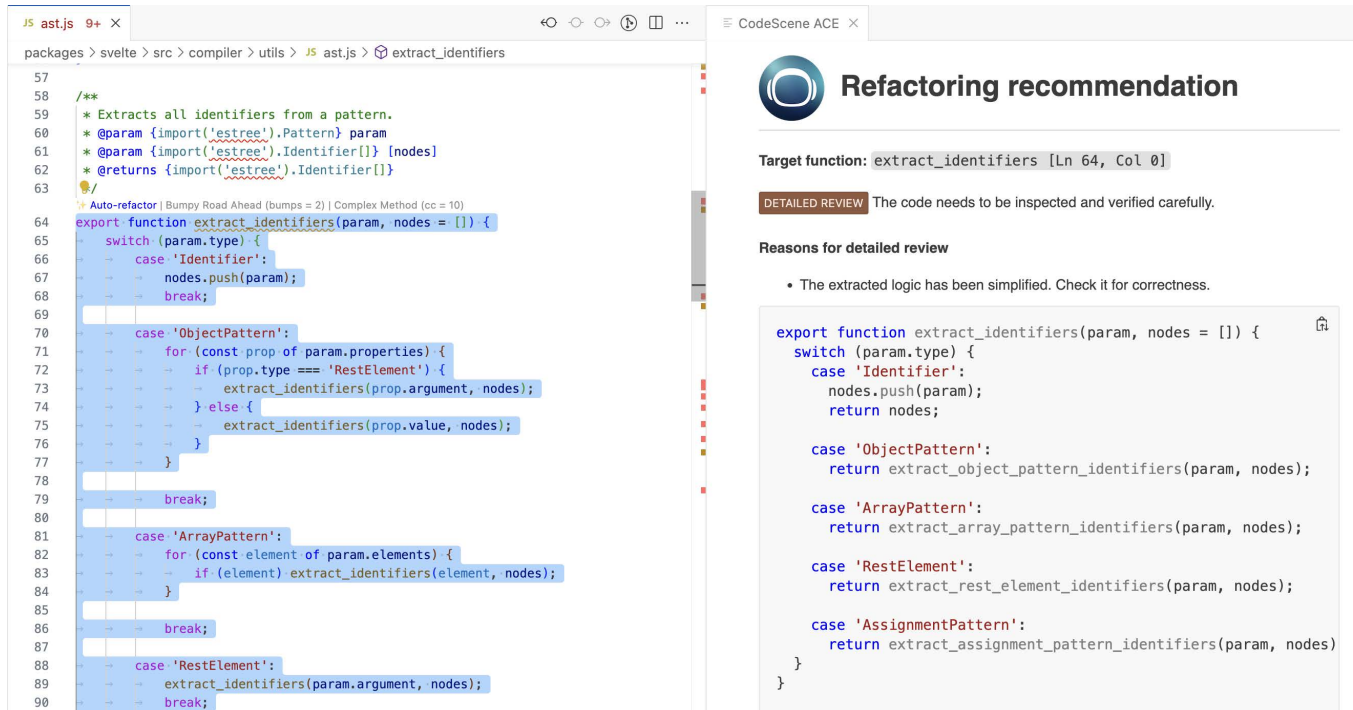 JS ast.js 9+ ×
packages > svelte > src > compiler > utils > JS ast.js > extract_identifiers
57
58 /**
59 * Extracts all identifiers from a pattern.
60 * @param {import('estree').Pattern} param
61 * @param {import('estree').Identifier[]} [nodes]
62 * @returns {import('estree').Identifier[]}
63 */
Auto-refactor | Bumpy Road Ahead (bumps = 2) | Complex Method (cc = 10)
64 export function extract_identifiers(param, nodes = []) {
65 switch (param.type) {
66 case 'Identifier':
67 nodes.push(param);
68 break;
69
70 case 'ObjectPattern':
71 for (const prop of param.properties) {
72 if (prop.type === 'RestElement') {
73 extract_identifiers(prop.argument, nodes);
74 } else {
75 extract_identifiers(prop.value, nodes);
76 }
77 }
78
79 break;
80
81 case 'ArrayPattern':
82 for (const element of param.elements) {
83 if (element) extract_identifiers(element, nodes);
84 }
85
86 break;
87
88 case 'RestElement':
89 extract_identifiers(param.argument, nodes);
90 break;
CodeScene ACE ×
Refactoring recommendation
Target function: extract_identifiers [Ln 64, Col 0]
DETAILED REVIEW The code needs to be inspected and verified carefully.
Reasons for detailed review
• The extracted logic has been simplified. Check it for correctness.
export function extract_identifiers(param, nodes = []) {
switch (param.type) {
case 'Identifier':
nodes.push(param);
return nodes;
case 'ObjectPattern':
return extract_object_pattern_identifiers(param, nodes);
case 'ArrayPattern':
return extract_array_pattern_identifiers(param, nodes);
case 'RestElement':
return extract_rest_element_identifiers(param, nodes);
case 'AssignmentPattern':
return extract_assignment_pattern_identifiers(param, nodes)
}
}